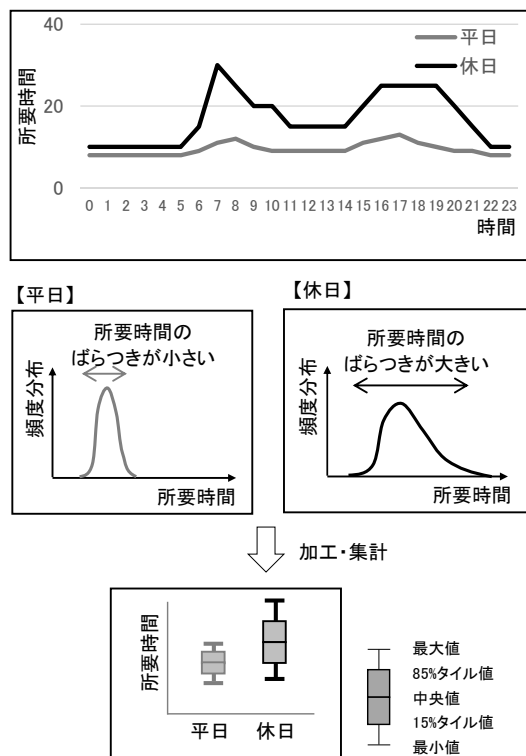 40
20
0
所要時間
平日
休日
0 1 2 3 4 5 6 7 8 9 10 11 12 13 14 15 16 17 18 19 20 21 22 23
時間
【平日】
所要時間の
ばらつきが小さい
頻度分布
所要時間
【休日】
所要時間の
ばらつきが大きい
頻度分布
所要時間
加工・集計
所要時間
平日 休日
最大値
85%タイル値
中央値
15%タイル値
最小値